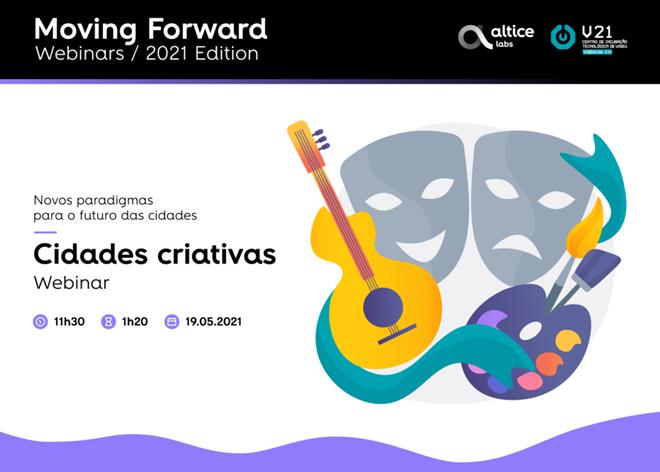 Moving Forward
Webinars / 2021 Edition
altice
labs
V21
CENTRO DE INCUBAÇÃO
TECNOLÓGICA DE VISEU
Novos paradigmas
para o futuro das cidades
Cidades criativas
Webinar
11h30 1h20 19.05.2021